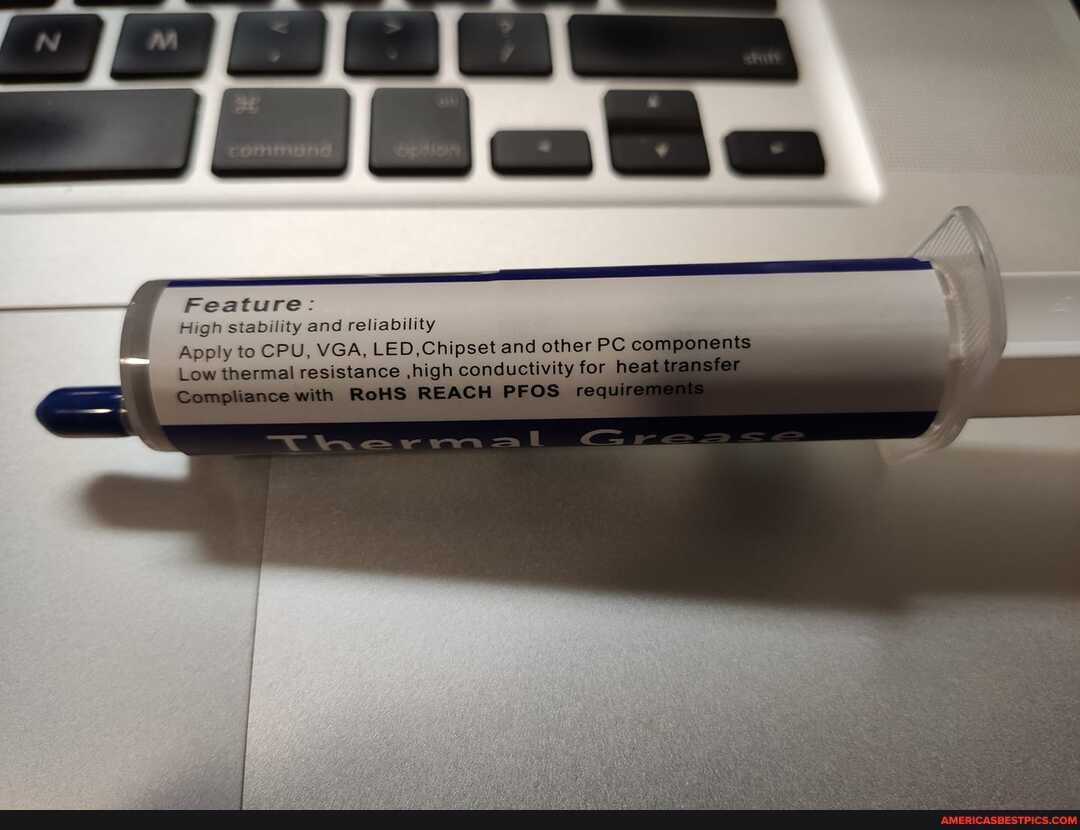 N M < > ?
, . /
shift
⌘ alt
command option
Feature:
High stability and reliability
Apply to CPU, VGA, LED,Chipset and other PC components
Low thermal resistance ,high conductivity for heat transfer
Compliance with RoHS REACH PFOS requirements
Thermal Grease
AMERICASBESTPICS.COM